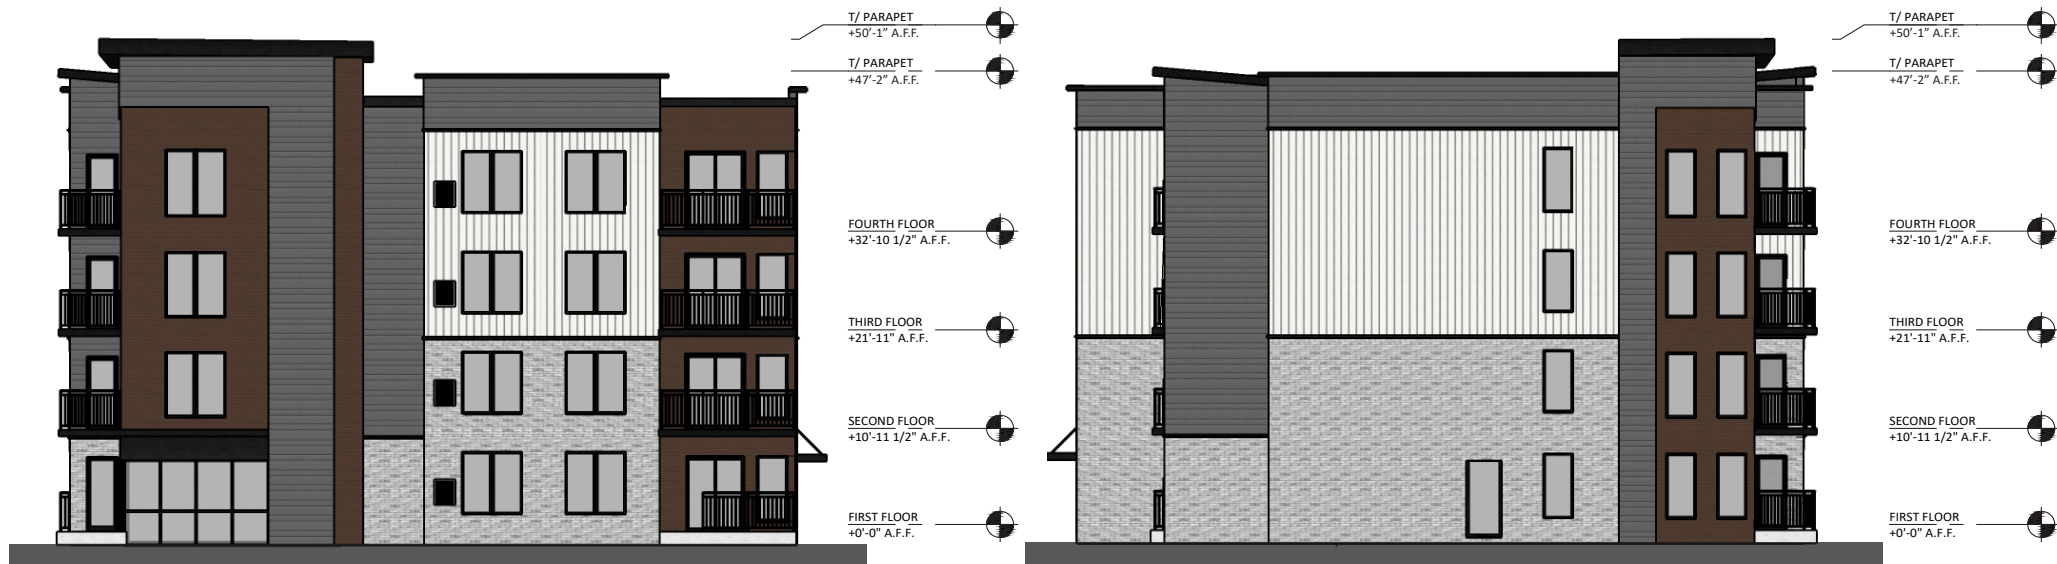 T/ PARAPET
+50'-1" A.F.F.
T/ PARAPET
+47'-2" A.F.F.
FOURTH FLOOR
+32'-10 1/2" A.F.F.
THIRD FLOOR
+21'-11" A.F.F.
SECOND FLOOR
+10'-11 1/2" A.F.F.
FIRST FLOOR
+0'-0" A.F.F.
T/ PARAPET
+50'-1" A.F.F.
T/ PARAPET
+47'-2" A.F.F.
FOURTH FLOOR
+32'-10 1/2" A.F.F.
THIRD FLOOR
+21'-11" A.F.F.
SECOND FLOOR
+10'-11 1/2" A.F.F.
FIRST FLOOR
+0'-0" A.F.F.